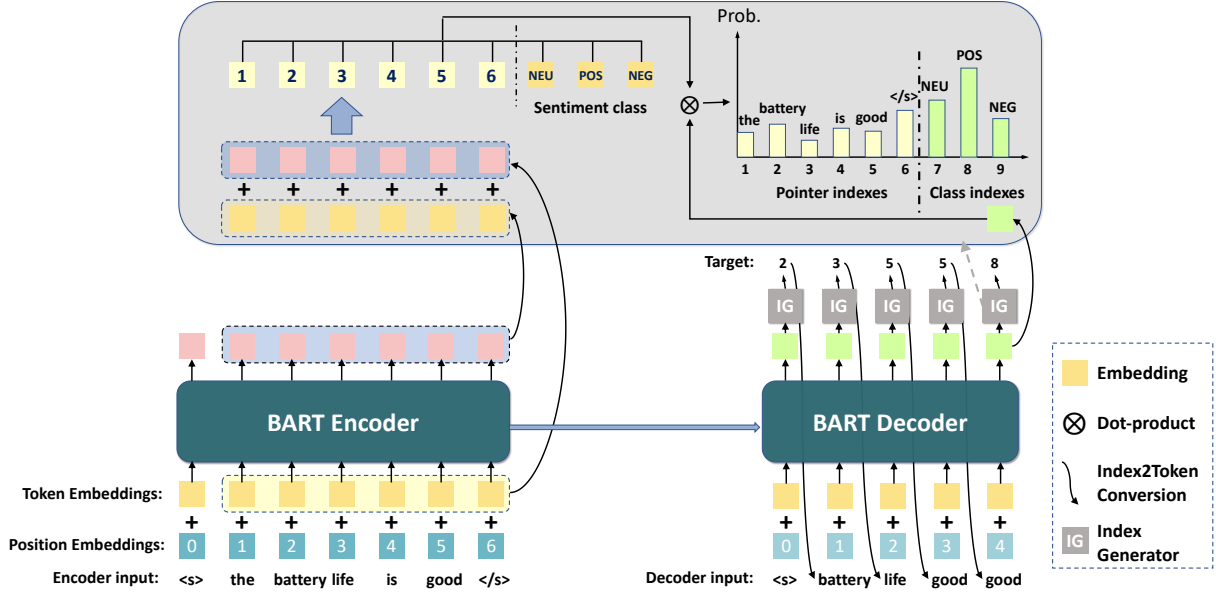 Prob.
1 2 3 4 5 6 NEU POS NEG
Sentiment class
the battery life is good </s> NEU POS NEG
1 2 3 4 5 6 7 8 9
Pointer indexes Class indexes
+ + + + + +
Target: 2 3 5 5 8
IG IG IG IG IG
BART Encoder
BART Decoder
Token Embeddings:
+ + + + + + +
+ + + + +
Position Embeddings: 0 1 2 3 4 5 6
0 1 2 3 4
Encoder input: <s> the battery life is good </s>
Decoder input: <s> battery life good good
Embedding
Dot-product
Index2Token
Conversion
IG Index
Generator